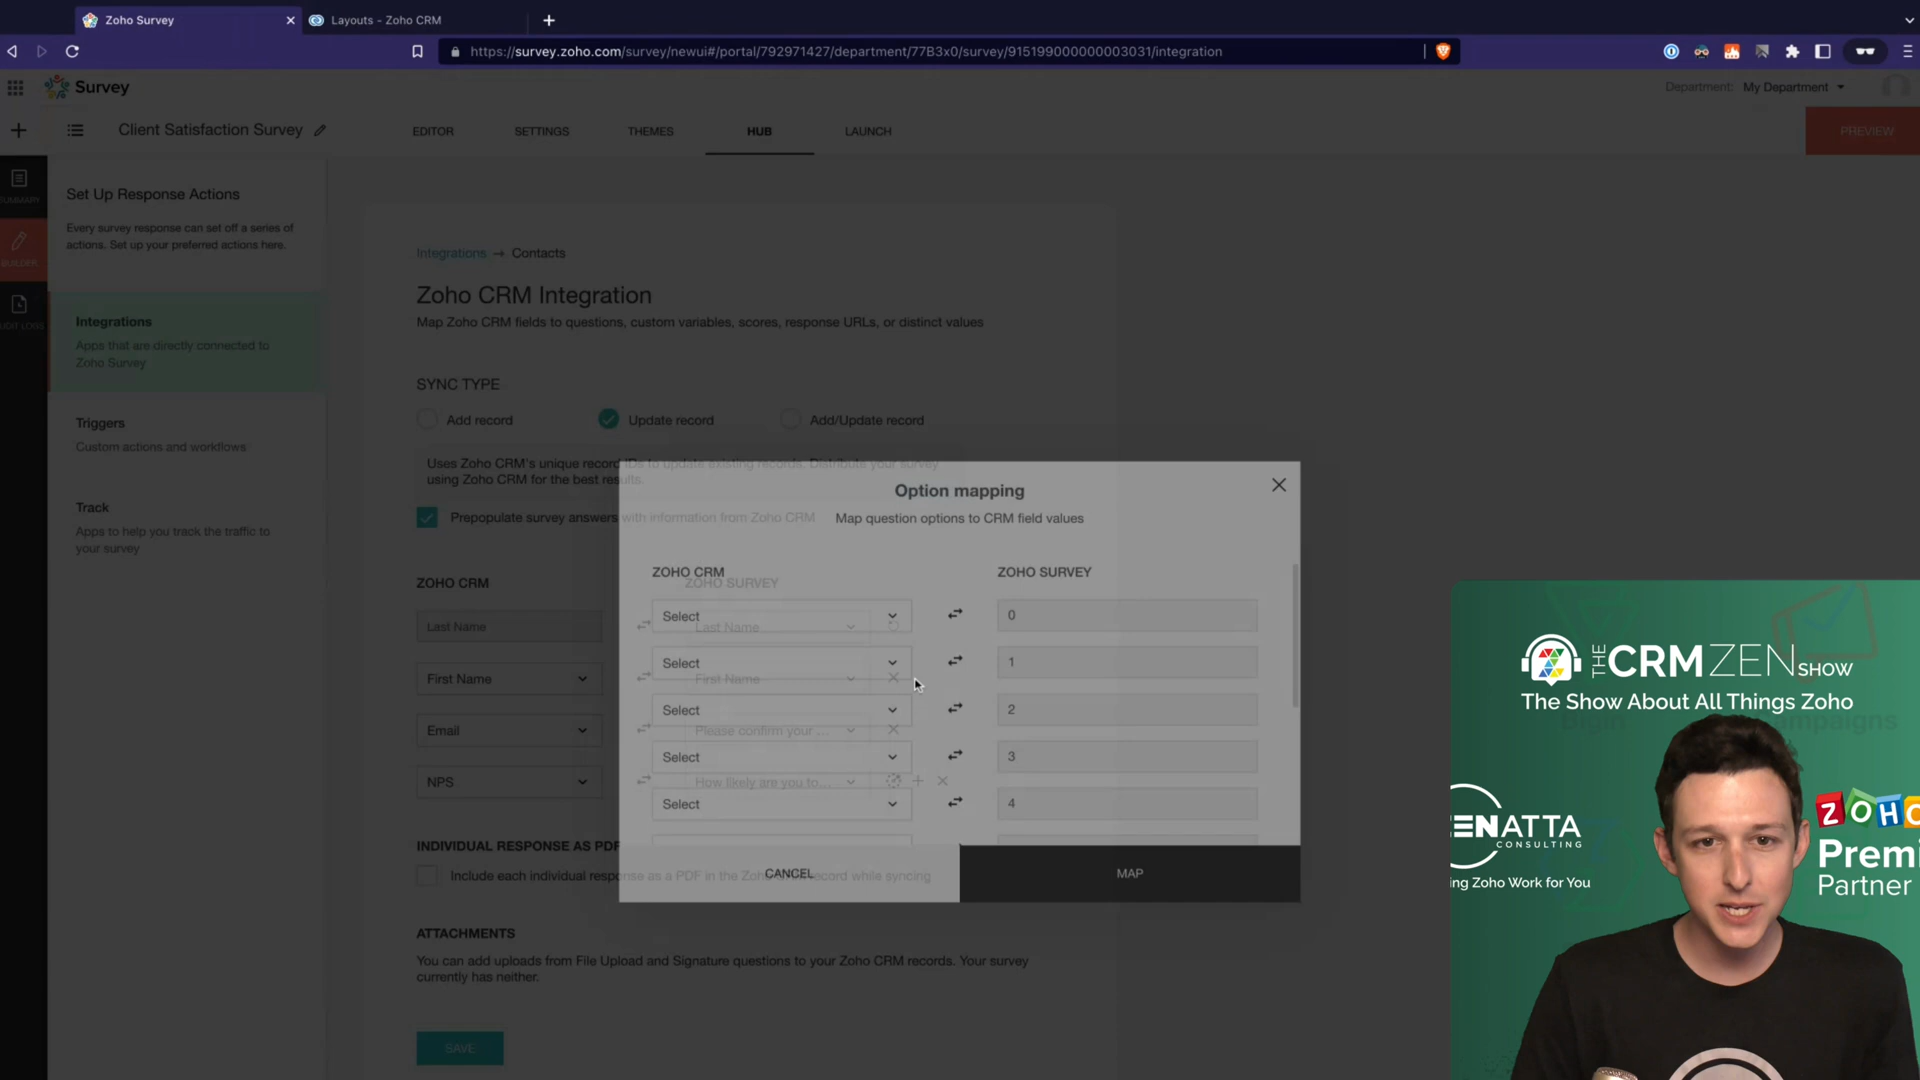 Zoho Survey
Layouts - Zoho CRM
https://survey.zoho.com/survey/newui#/portal/792971427/department/77B3x0/survey/915199000000003031/integration
Survey
Department: My Department
Client Satisfaction Survey
EDITOR
SETTINGS
THEMES
HUB
LAUNCH
PREVIEW
Set Up Response Actions
Every survey response can set off a series of
actions. Set up your preferred actions here.
BUILDER
Integrations
Apps that are directly connected to
Zoho Survey
Triggers
Custom actions and workflows
Track
Apps to help you track the traffic to
your survey
Integrations → Contacts
Zoho CRM Integration
Map Zoho CRM fields to questions, custom variables, scores, response URLs, or distinct values
SYNC TYPE
Add record
Update record
Add/Update record
Uses Zoho CRM's unique record IDs to update existing records. Distribute your survey
using Zoho CRM for the best results.
Prepopulate survey answers with information from Zoho CRM
ZOHO CRM
ZOHO SURVEY
Last Name
Last Name
First Name
First Name
Email
Please confirm your ...
NPS
How likely are you to...
INDIVIDUAL RESPONSE AS PDF
Include each individual response as a PDF in the Zoho record while syncing
ATTACHMENTS
You can add uploads from File Upload and Signature questions to your Zoho CRM records. Your survey
currently has neither.
SAVE
Option mapping
Map question options to CRM field values
ZOHO CRM
ZOHO SURVEY
Select
0
Select
1
Select
2
Select
3
Select
4
CANCEL
MAP
THE CRMZEN SHOW
The Show About All Things Zoho
ENATTA
CONSULTING
ing Zoho Work for You
ZOHO
Premi
Partner